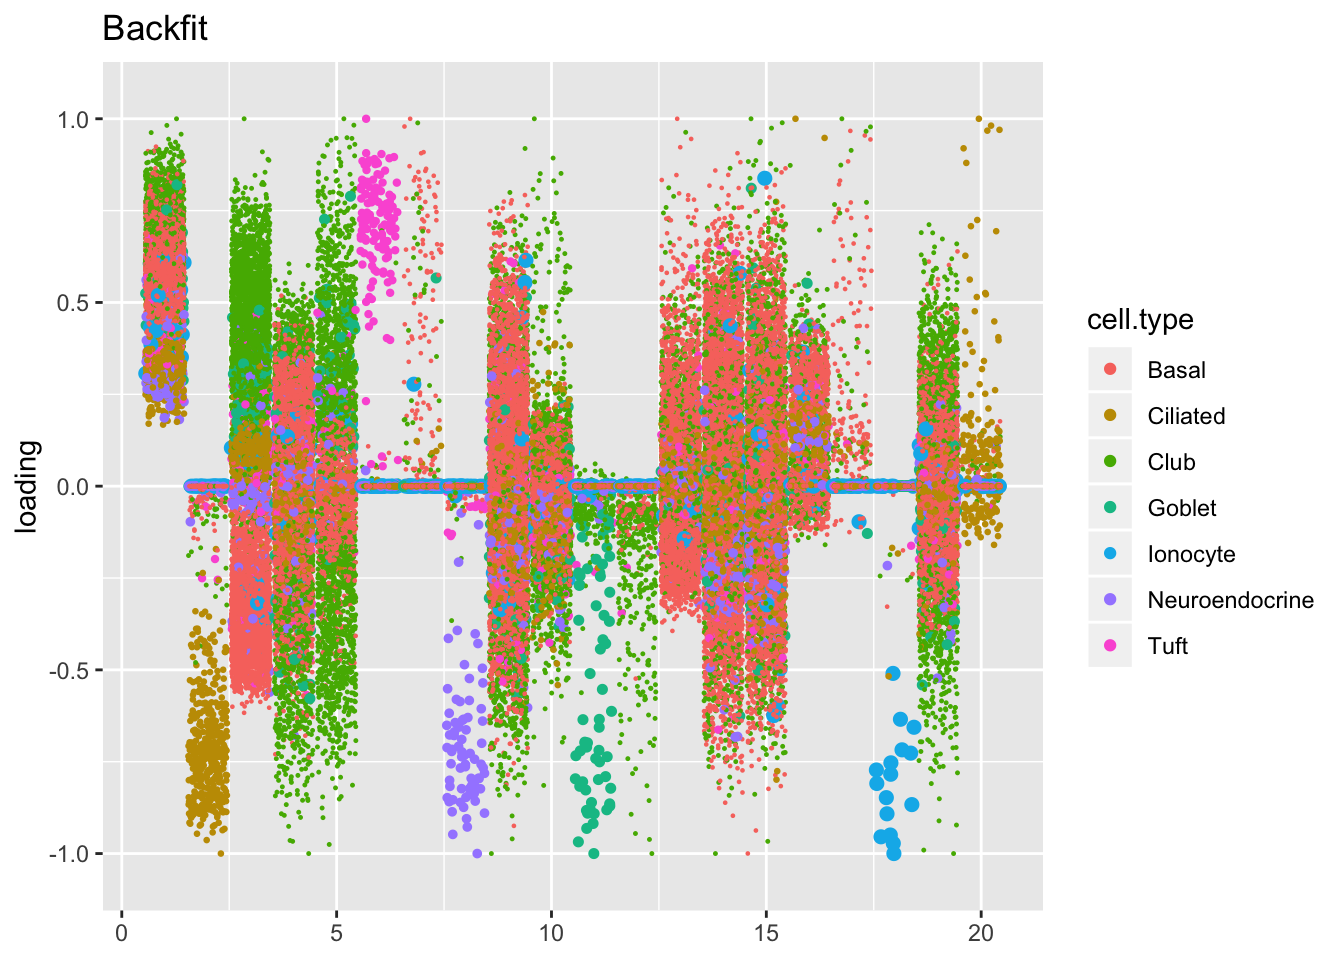 Backfit
1.0
0.5
0.0
-0.5
-1.0
loading
0
5
10
15
20
cell.type
Basal
Ciliated
Club
Goblet
Ionocyte
Neuroendocrine
Tuft